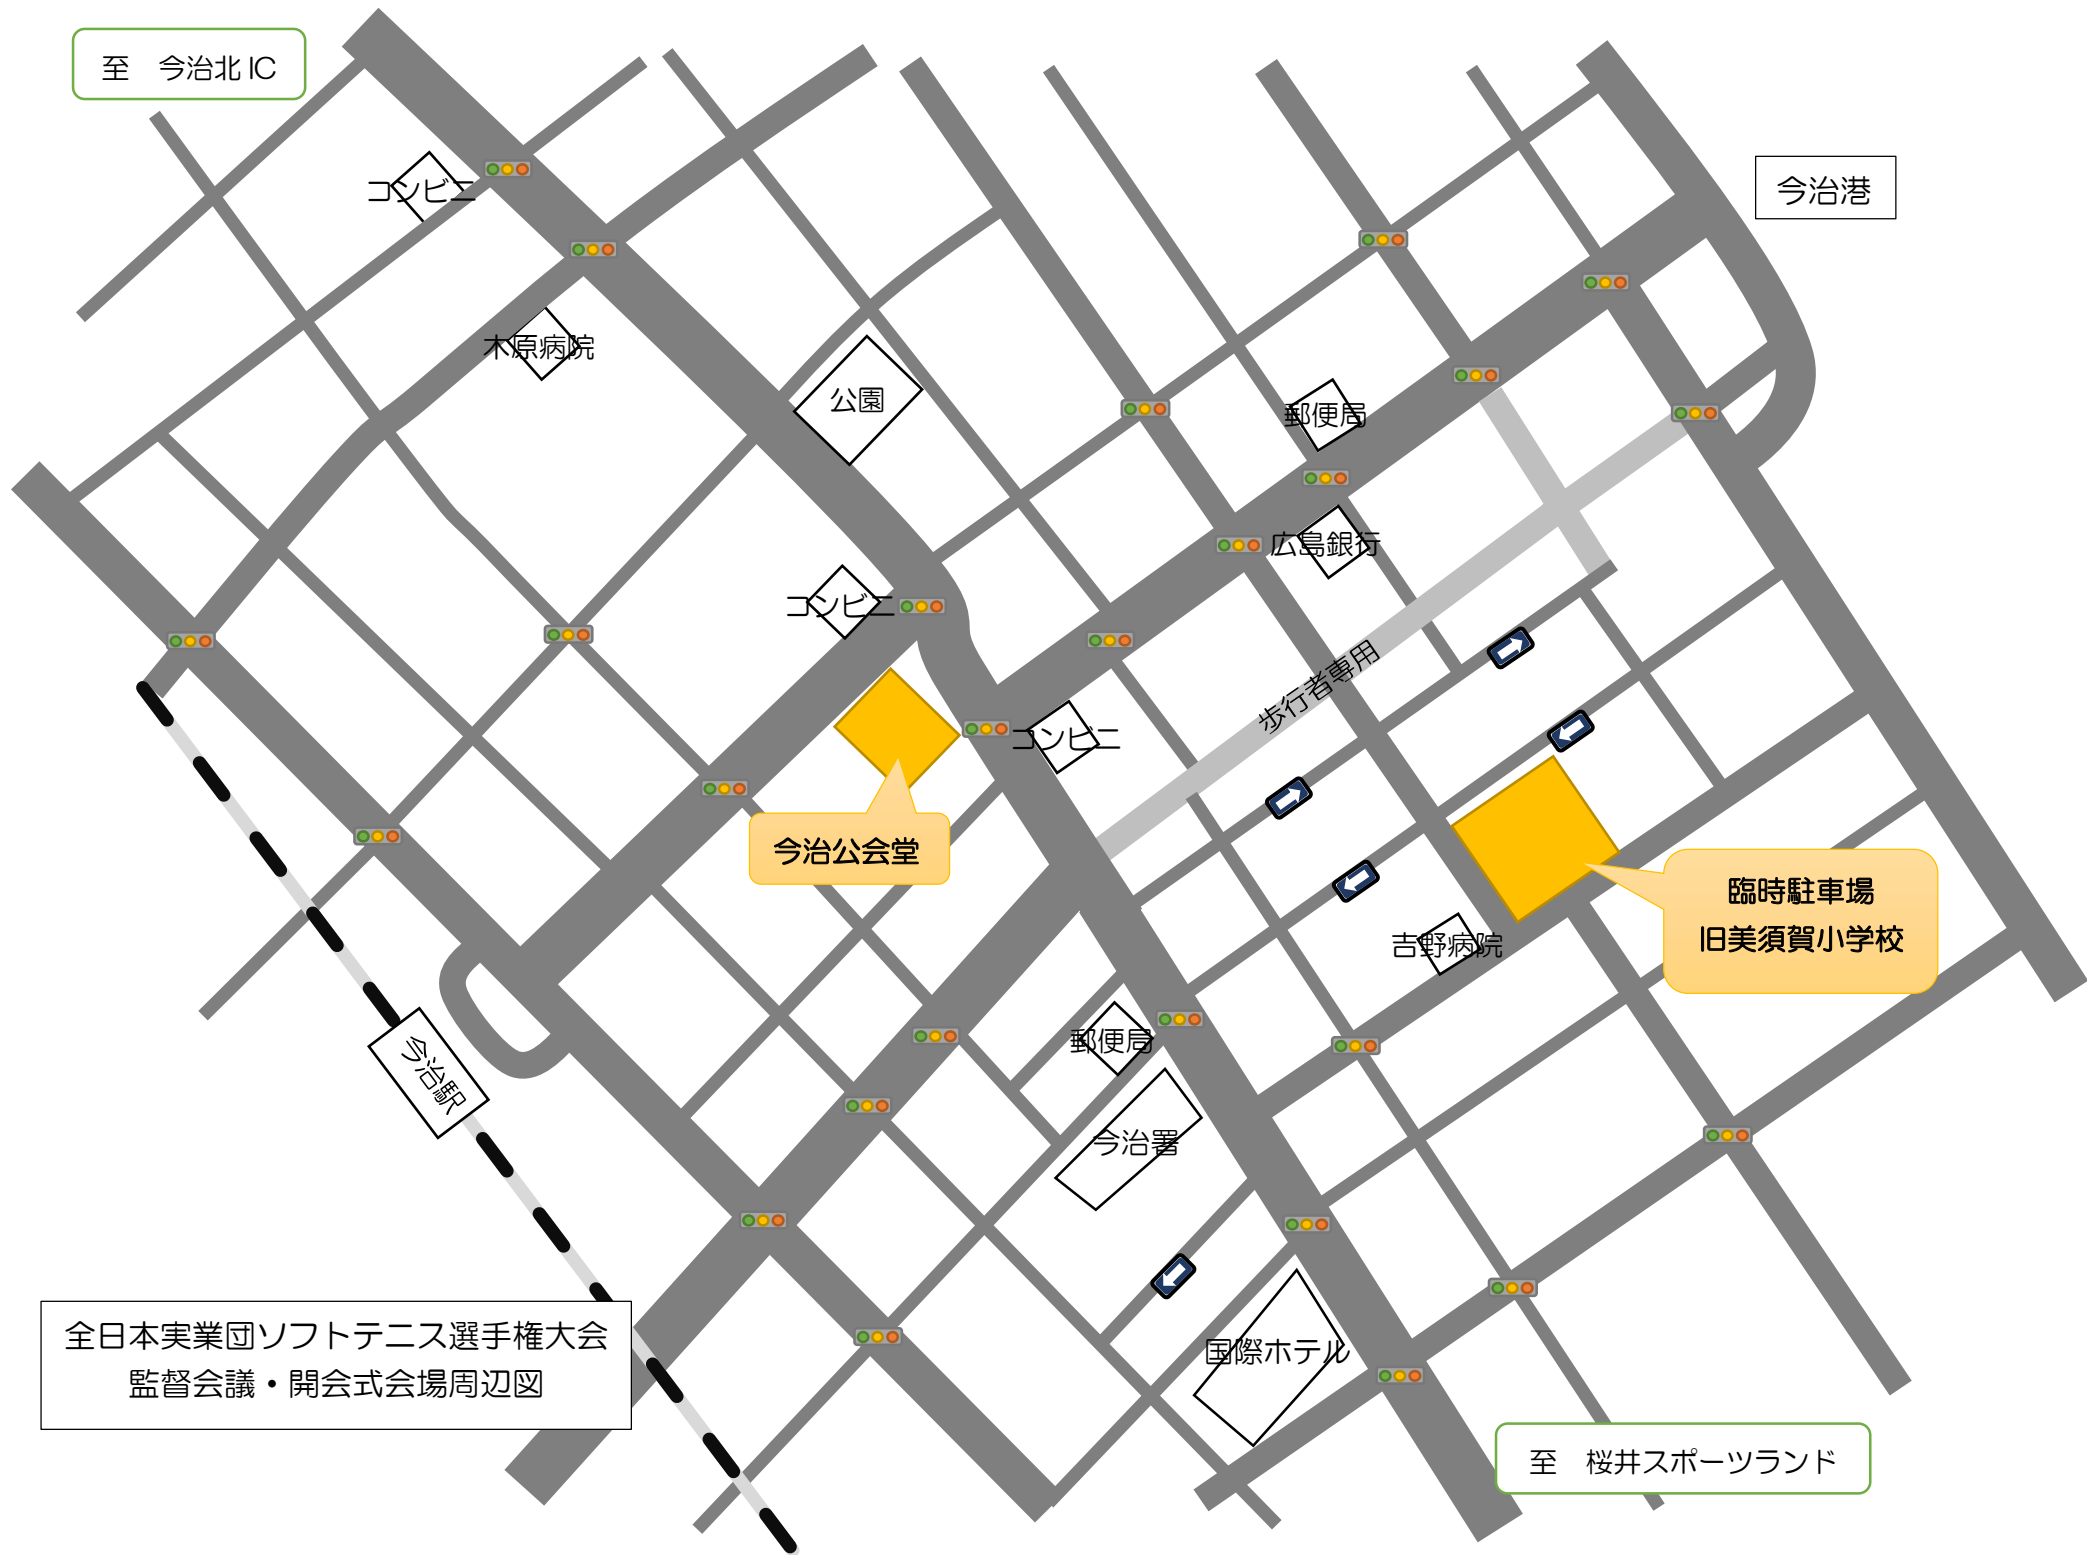 至　今治北IC
コンビニ
今治港
木原病院
公園
郵便局
広島銀行
コンビニ
歩行者専用
コンビニ
今治公会堂
臨時駐車場
旧美須賀小学校
吉野病院
郵便局
今治駅
今治署
全日本実業団ソフトテニス選手権大会
監督会議・開会式会場周辺図
国際ホテル
至　桜井スポーツランド